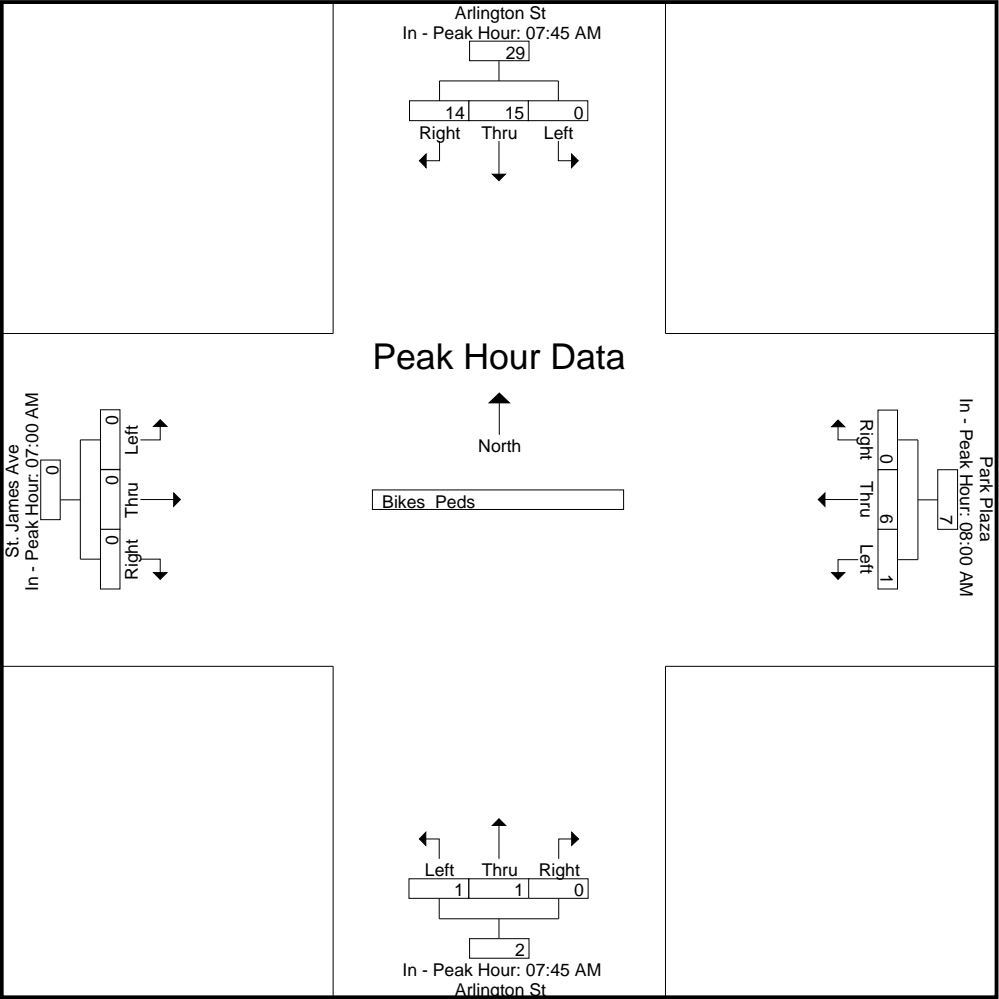 Arlington St
In - Peak Hour: 07:45 AM
29
14 15 0
Right Thru Left
Peak Hour Data
North
Bikes Peds
St. James Ave
In - Peak Hour: 07:00 AM
0
0 0 0
Left Thru Right
Park Plaza
In - Peak Hour: 08:00 AM
7
0 6 1
Right Thru Left
Left Thru Right
1 1 0
2
In - Peak Hour: 07:45 AM
Arlington St